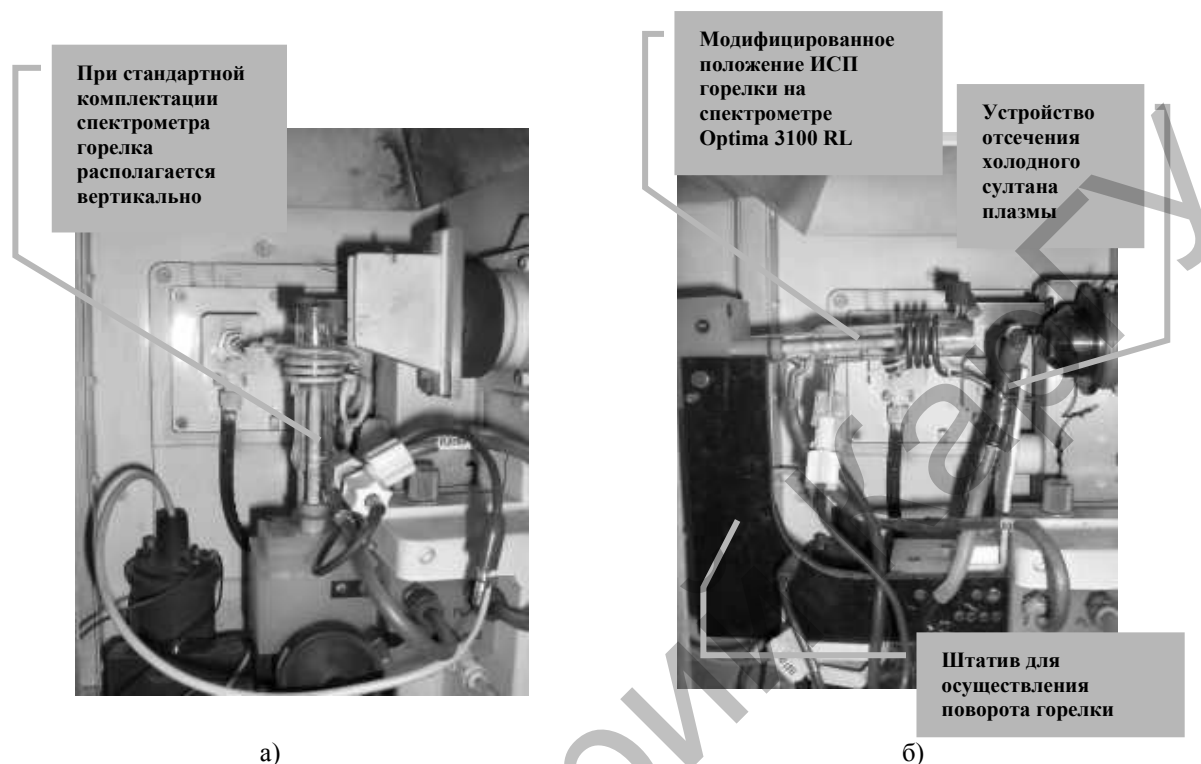 При стандартной
комплектации
спектрометра
горелка
располагается
вертикально
Модифицированное
положение ИСП
горелки на
спектрометре
Optima 3100 RL
Устройство
отсечения
холодного
султана
плазмы
Штатив для
осуществления
поворота горелки
а)
б)